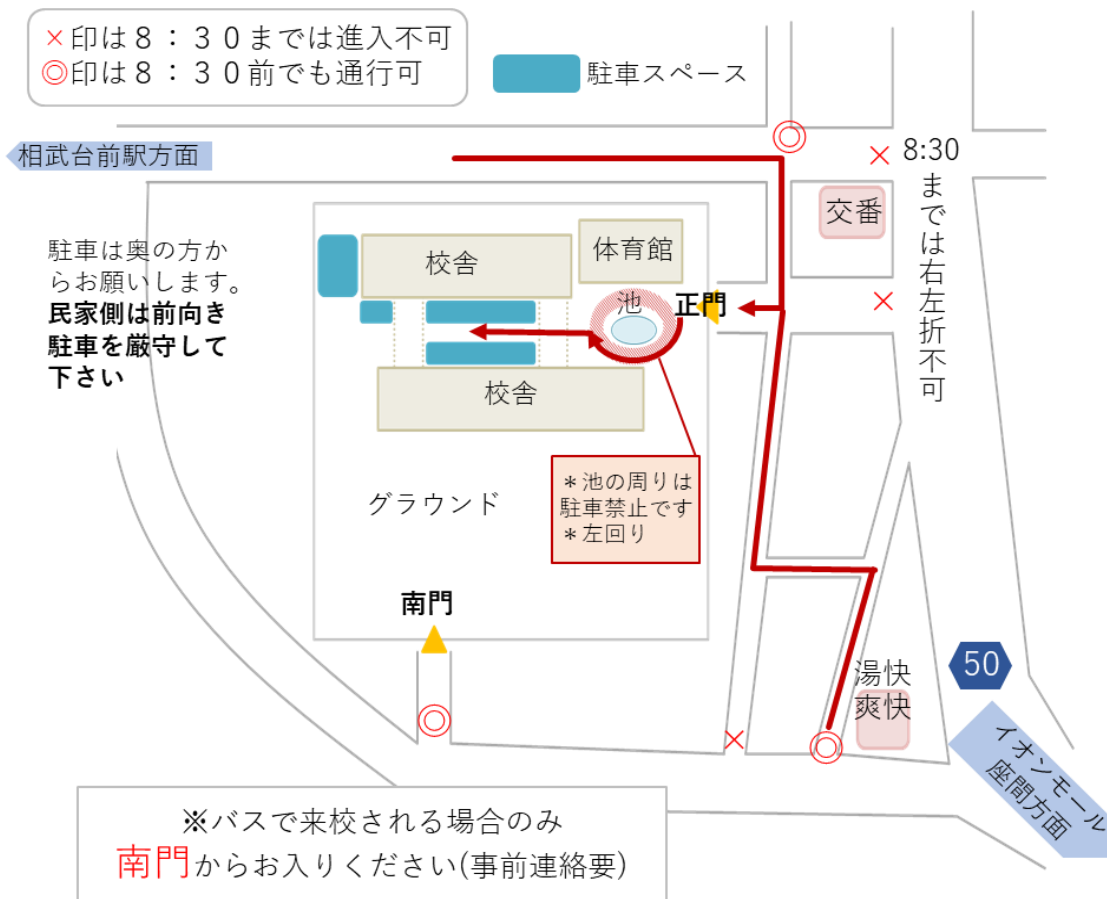 ×印は８：３０までは進入不可
◎印は８：３０前でも通行可
駐車スペース
相武台前駅方面
8:30
までは右左折不可
交番
駐車は奥の方か
らお願いします。
民家側は前向き
駐車を厳守して
下さい
校舎
体育館
池
正門
校舎
＊池の周りは
駐車禁止です
＊左回り
グラウンド
南門
50
湯快
爽快
イオンモール
座間方面
※バスで来校される場合のみ
南門からお入りください(事前連絡要)